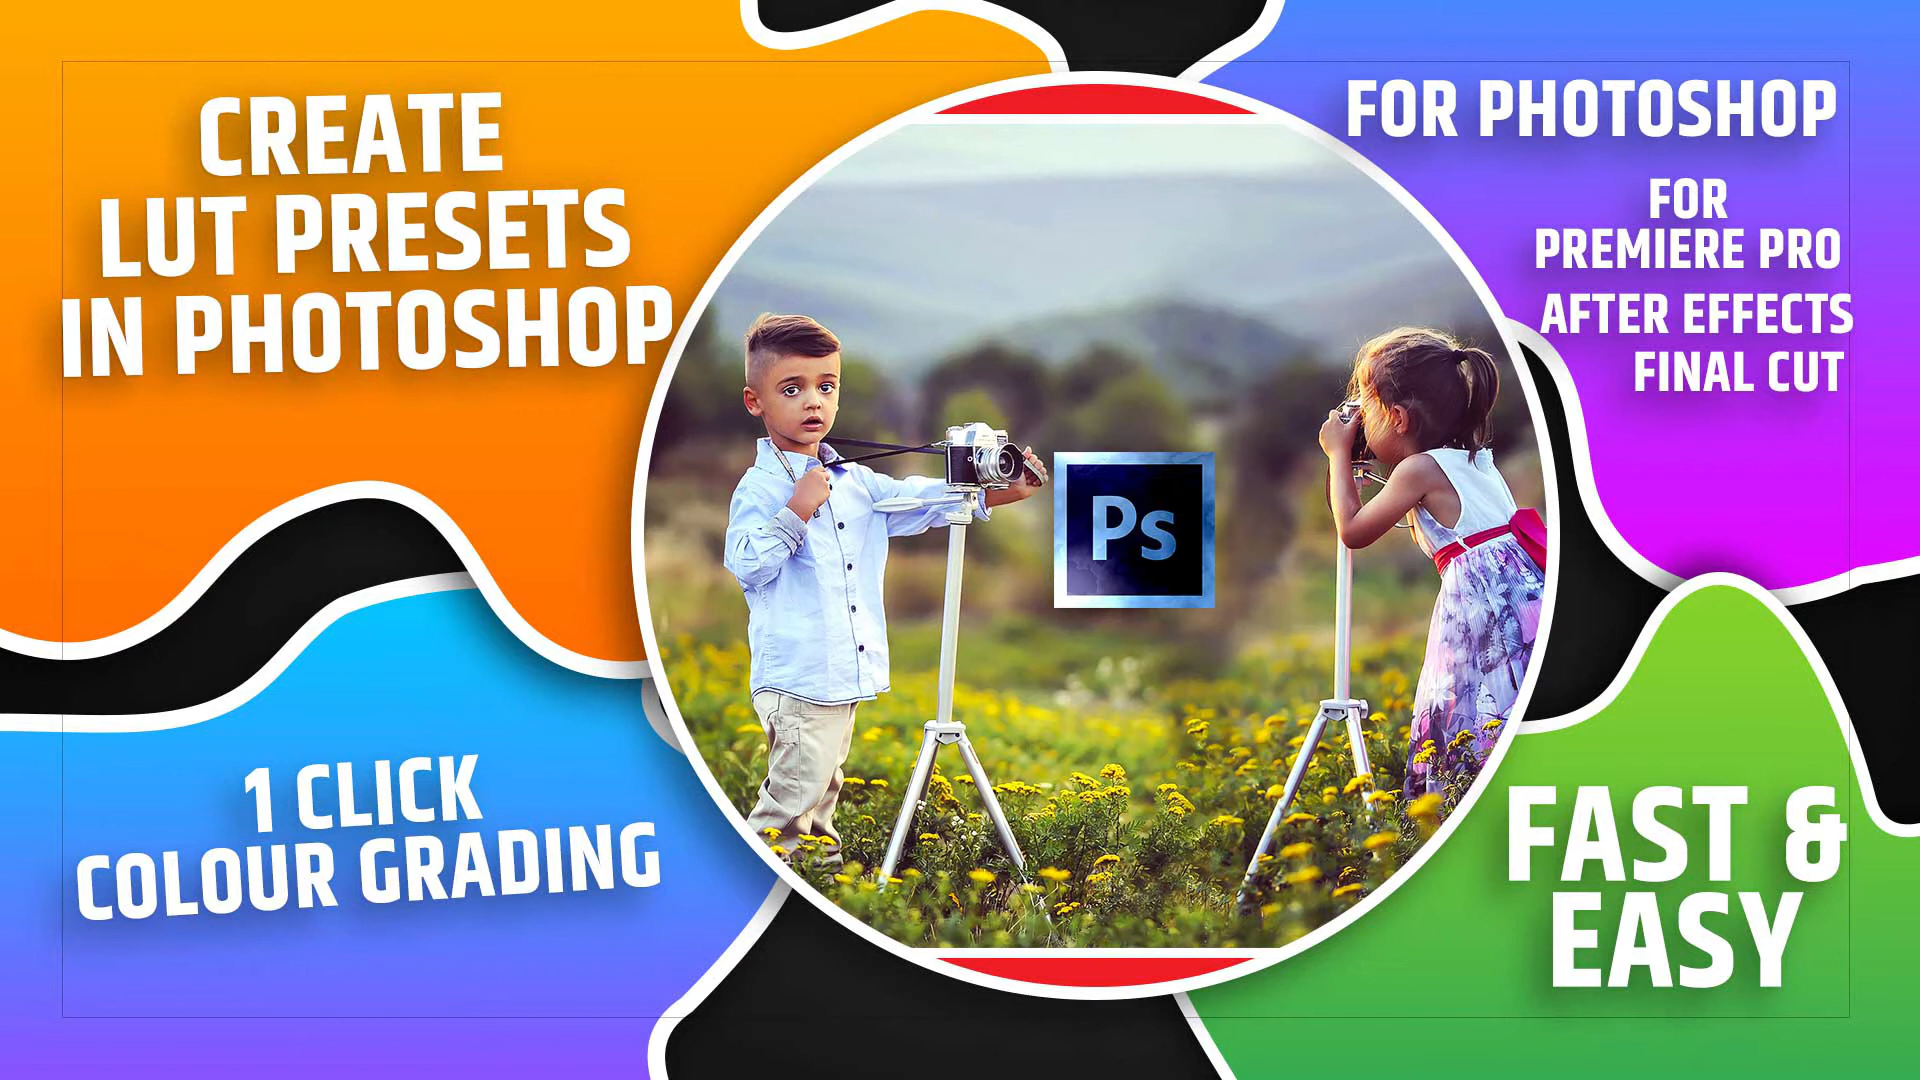 CREATE
LUT PRESETS
IN PHOTOSHOP
FOR PHOTOSHOP
FOR
PREMIERE PRO
AFTER EFFECTS
FINAL CUT
Ps
1 CLICK
COLOUR GRADING
FAST &
EASY